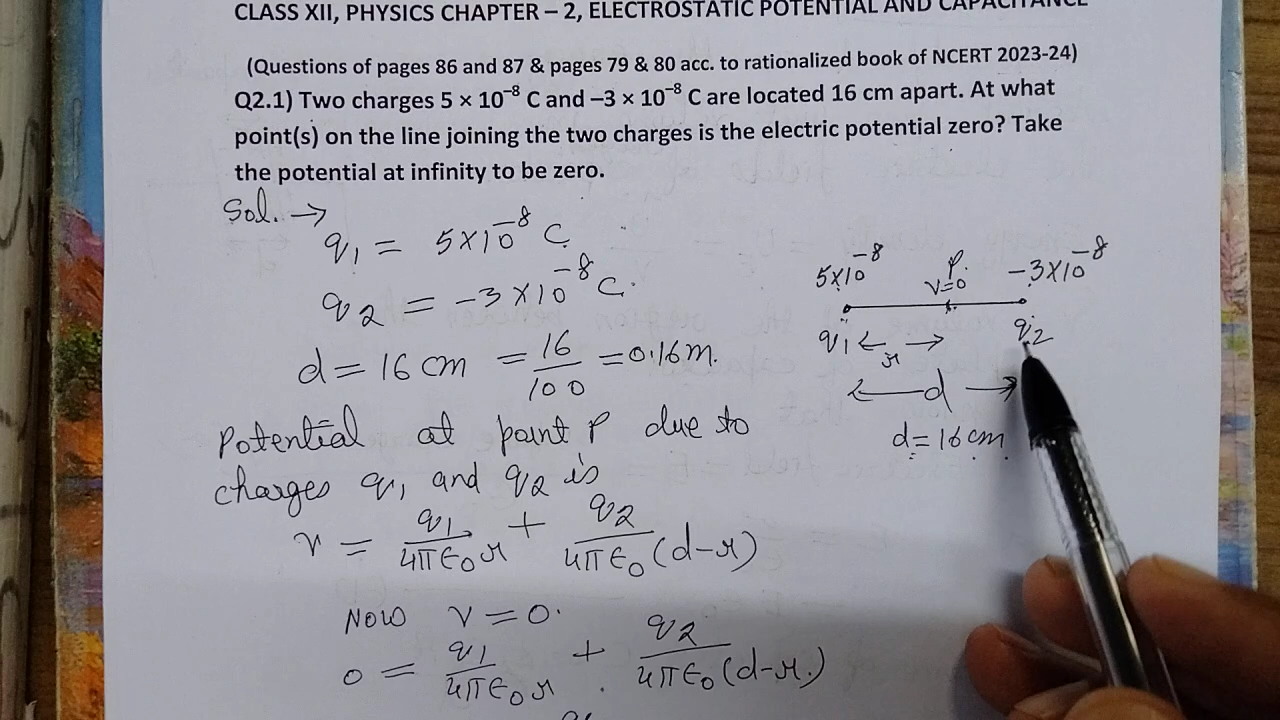 CLASS XII, PHYSICS CHAPTER – 2, ELECTROSTATIC POTENTIAL AND CAPACITANCE
(Questions of pages 86 and 87 & pages 79 & 80 acc. to rationalized book of NCERT 2023-24)
Q2.1) Two charges 5 × 10⁻⁸ C and –3 × 10⁻⁸ C are located 16 cm apart. At what
point(s) on the line joining the two charges is the electric potential zero? Take
the potential at infinity to be zero.
Sol. →
q₁ = 5×10⁻⁸ C.
q₂ = -3×10⁻⁸ C.
d = 16 cm = 16/100 = 0.16 m.
Potential at point P due to
charges q₁ and q₂ is
V = q₁/4πϵ₀r + q₂/4πϵ₀(d-r)
Now V = 0.
0 = q₁/4πϵ₀r + q₂/4πϵ₀(d-r)
5×10⁻⁸ P. -3×10⁻⁸
V=0
q₁ ← r → q₂
← d →
d = 16 cm